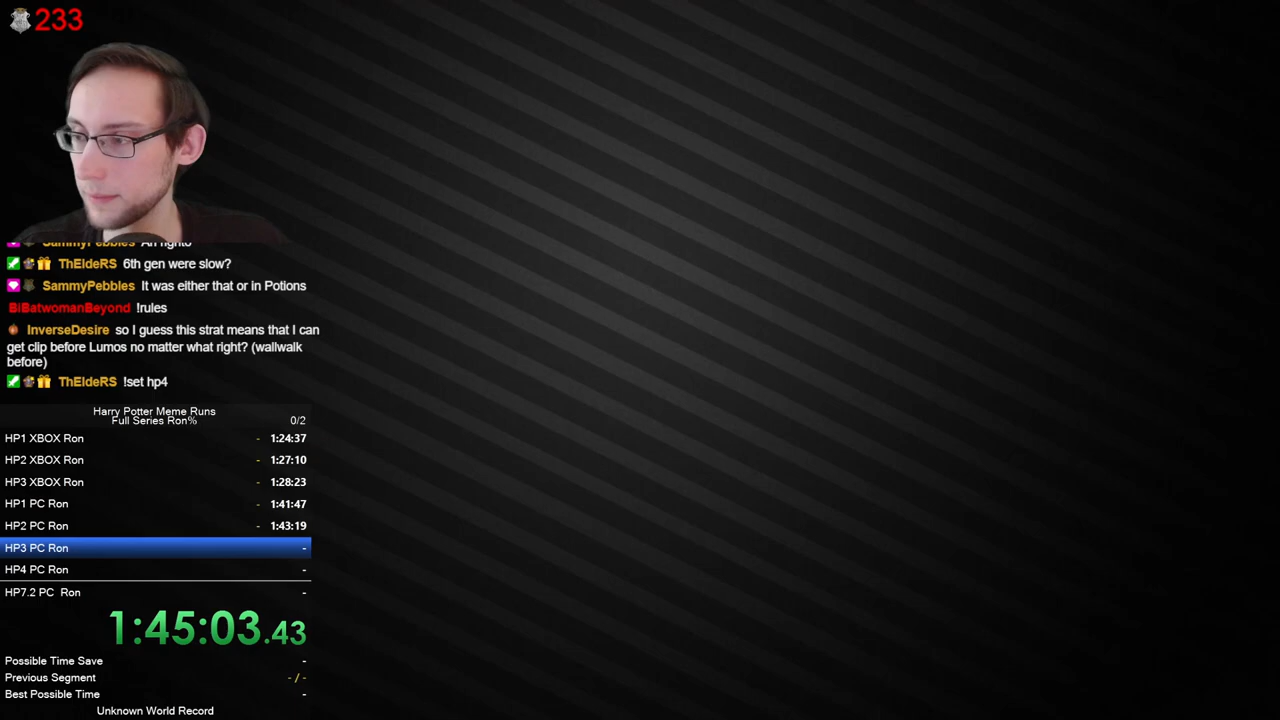 233
SammyPebbles Ah righto
ThEldeRS 6th gen were slow?
SammyPebbles It was either that or in Potions
BiBatwomanBeyond !rules
InverseDesire so I guess this strat means that I can
get clip before Lumos no matter what right? (wallwalk
before)
ThEldeRS !set hp4
Harry Potter Meme Runs
Full Series Ron% 0/2
HP1 XBOX Ron - 1:24:37
HP2 XBOX Ron - 1:27:10
HP3 XBOX Ron - 1:28:23
HP1 PC Ron - 1:41:47
HP2 PC Ron - 1:43:19
HP3 PC Ron -
HP4 PC Ron -
HP7.2 PC Ron -
1:45:03.43
Possible Time Save -
Previous Segment - / -
Best Possible Time -
Unknown World Record